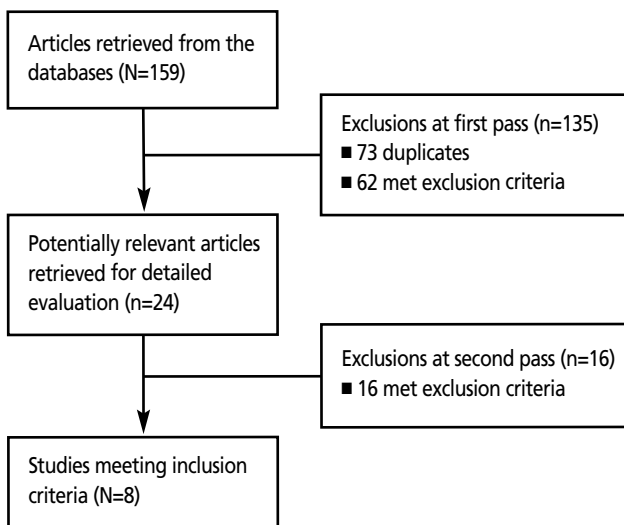 Articles retrieved from the
databases (N=159)
Exclusions at first pass (n=135)
■ 73 duplicates
■ 62 met exclusion criteria
Potentially relevant articles
retrieved for detailed
evaluation (n=24)
Exclusions at second pass (n=16)
■ 16 met exclusion criteria
Studies meeting inclusion
criteria (N=8)